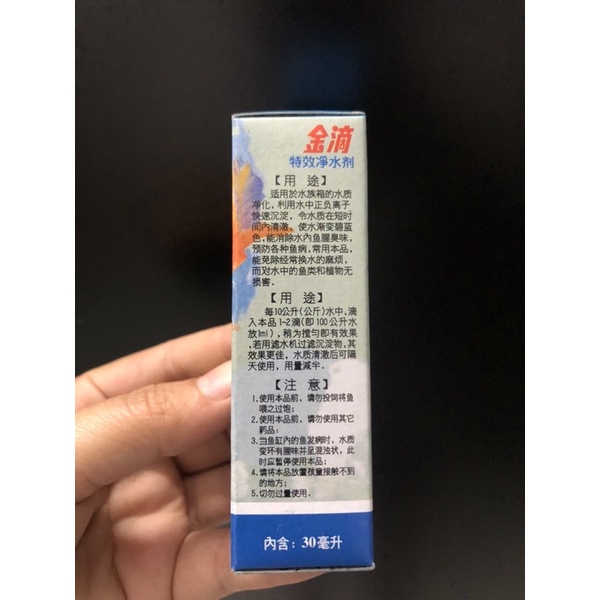 金滴
特效净水剂
【用 途】
适用於水族箱的水质
净化，利用水中正负离子
快速沉淀，令水质在短时
间内清澈，使水渐变碧蓝
色，能消除水内鱼腥臭味，
预防各种鱼病，常用本品，
能免除经常换水的麻烦，
而对水中的鱼类和植物无
损害．
【用 途】
每10公升(公斤)水中，滴
入本品1-2滴(即100公升水
放1ml)，稍为搅匀即有效果
，若用滤水机过滤沉淀物，其
效果更佳，水质清澈后可隔
天使用，用量减半．
【注 意】
1.使用本品前，请勿投饲将鱼
喂之过饱；
2.使用本品前，请勿使用其它
药品；
3.当鱼缸内的鱼发病时，水质
变坏有腥味并呈混浊状，此
时应暂停使用本品；
4.请将本品放置孩童接触不到
的地方；
5.切勿过量使用．
內含：30毫升